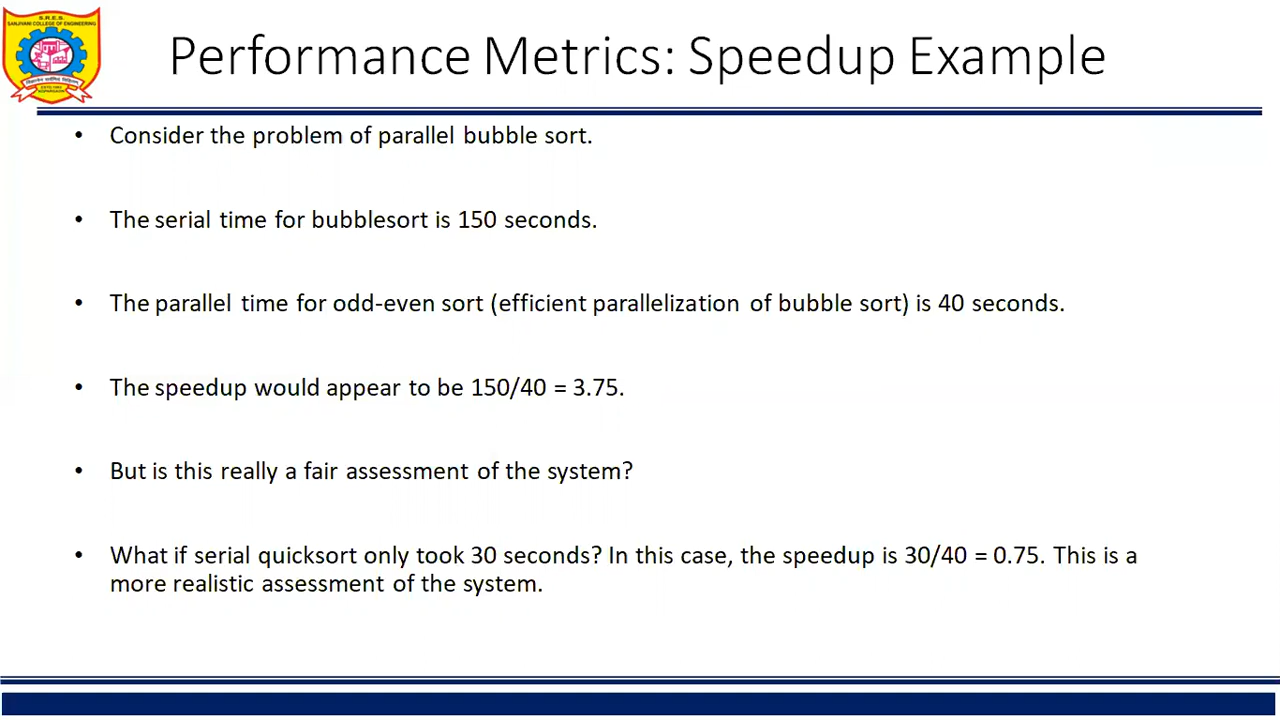 S.R.E.S.
SANJIVANI COLLEGE OF ENGINEERING
Performance Metrics: Speedup Example
• Consider the problem of parallel bubble sort.
• The serial time for bubblesort is 150 seconds.
• The parallel time for odd-even sort (efficient parallelization of bubble sort) is 40 seconds.
• The speedup would appear to be 150/40 = 3.75.
• But is this really a fair assessment of the system?
• What if serial quicksort only took 30 seconds? In this case, the speedup is 30/40 = 0.75. This is a
more realistic assessment of the system.